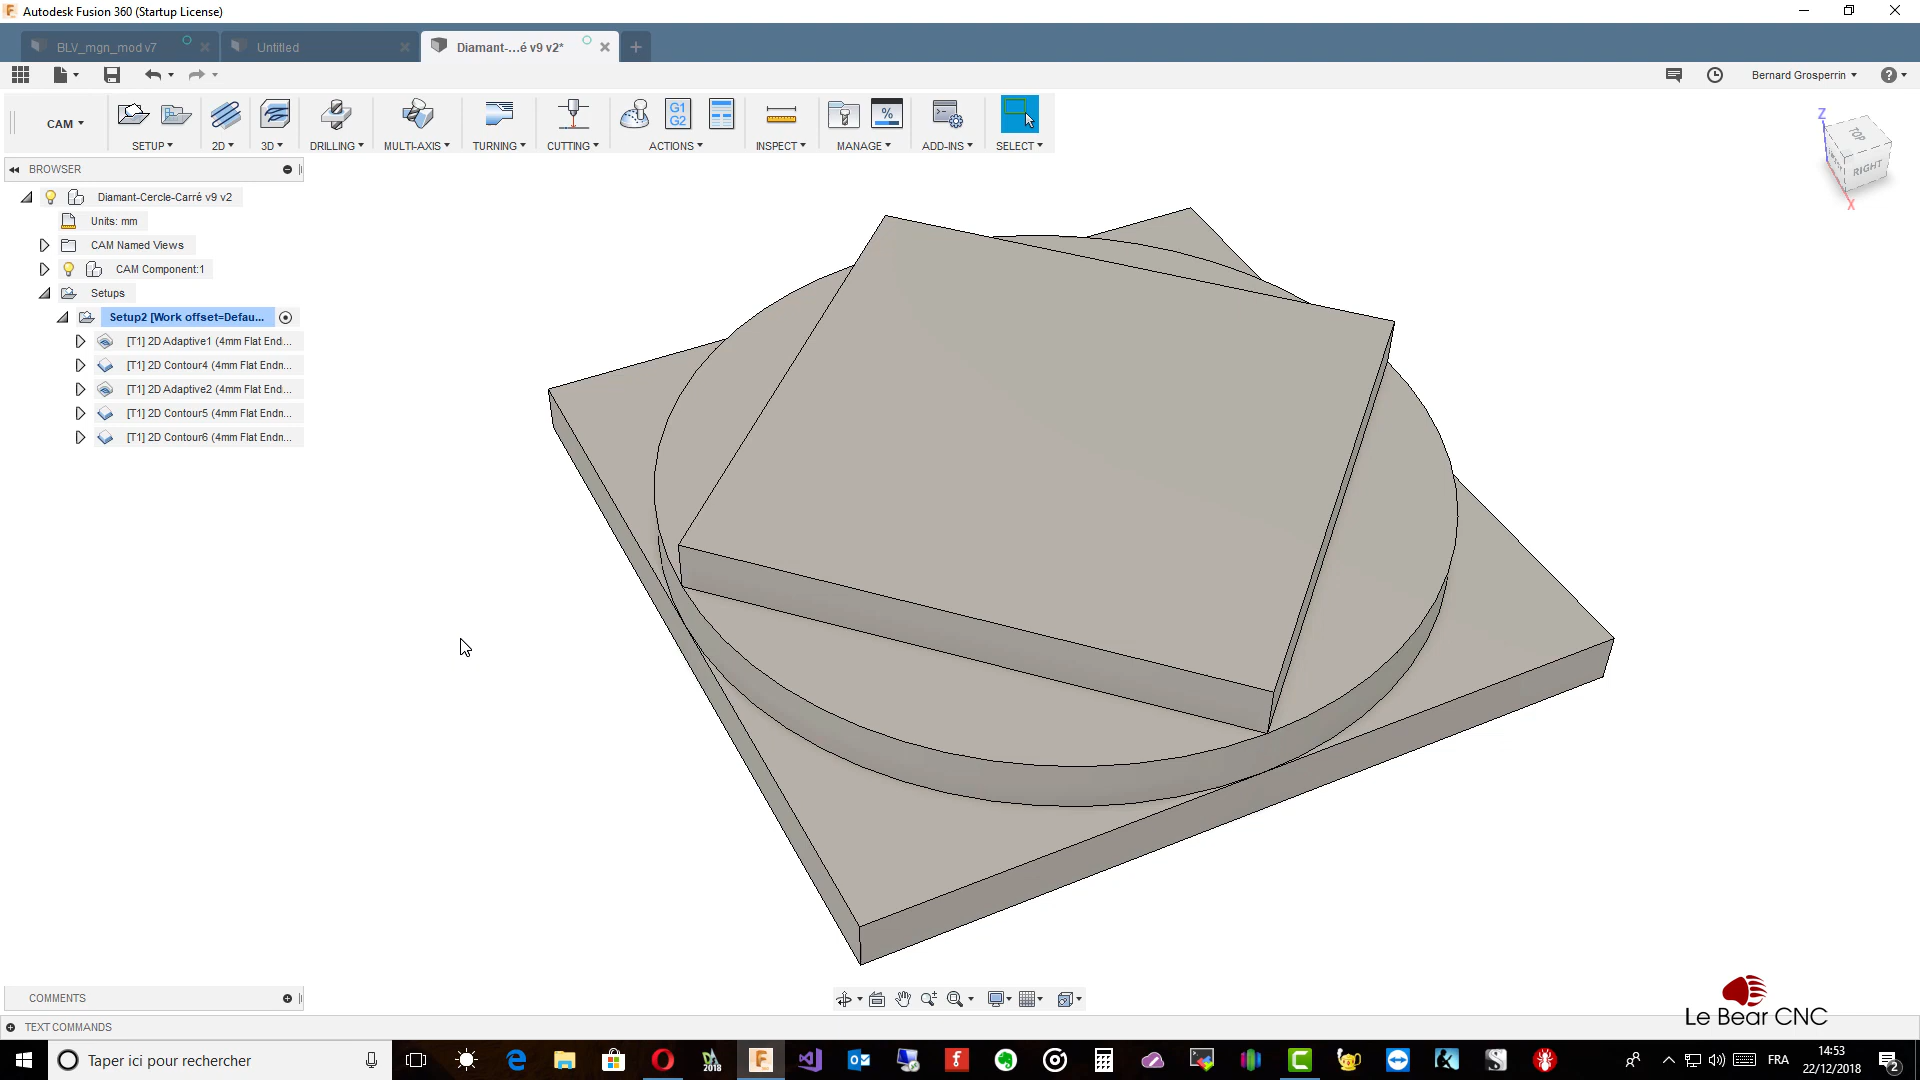 Autodesk Fusion 360 (Startup License)
BLV_mgn_mod v7
Untitled
Diamant-...é v9 v2*
Bernard Grosperrin
CAM
SETUP
2D
3D
DRILLING
MULTI-AXIS
TURNING
CUTTING
G1
G2
ACTIONS
INSPECT
%
MANAGE
ADD-INS
SELECT
Z
TOP
RIGHT
X
BROWSER
Diamant-Cercle-Carré v9 v2
Units: mm
CAM Named Views
CAM Component:1
Setups
Setup2 [Work offset=Defau...
[T1] 2D Adaptive1 (4mm Flat End...
[T1] 2D Contour4 (4mm Flat Endn...
[T1] 2D Adaptive2 (4mm Flat End...
[T1] 2D Contour5 (4mm Flat Endn...
[T1] 2D Contour6 (4mm Flat Endn...
COMMENTS
Le Bear CNC
TEXT COMMANDS
Taper ici pour rechercher
2018
FRA
14:53
22/12/2018
2